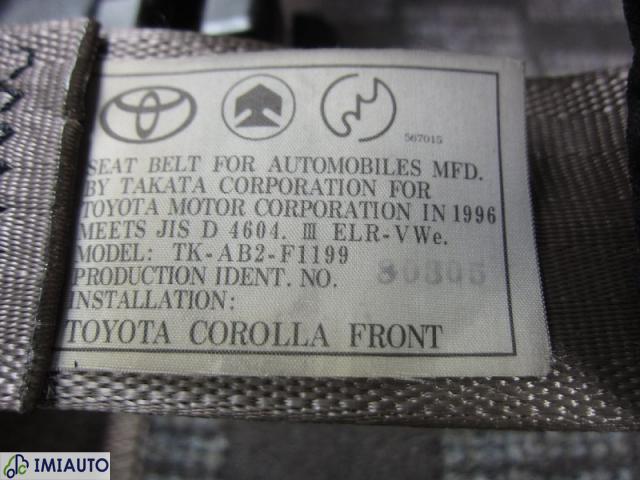 567015
SEAT BELT FOR AUTOMOBILES MFD.
BY TAKATA CORPORATION FOR
TOYOTA MOTOR CORPORATION IN 1996
MEETS JIS D 4604. Ⅲ ELR-VWe.
MODEL: TK-AB2-F1199
PRODUCTION IDENT. NO. 80305
INSTALLATION:
TOYOTA COROLLA FRONT
IMIAUTO